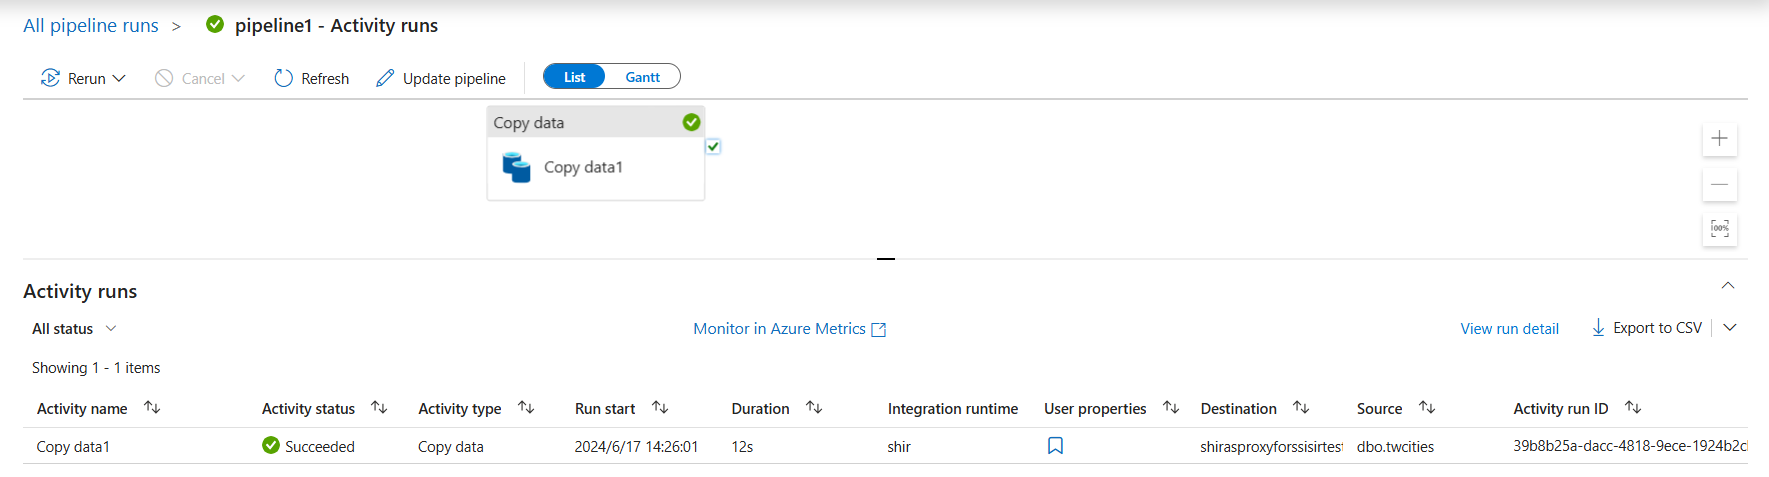 All pipeline runs > pipeline1 - Activity runs
Rerun Cancel Refresh Update pipeline List Gantt
Copy data
Copy data1
100%
Activity runs
All status Monitor in Azure Metrics View run detail Export to CSV
Showing 1 - 1 items
Activity name Activity status Activity type Run start Duration Integration runtime User properties Destination Source Activity run ID
Copy data1 Succeeded Copy data 2024/6/17 14:26:01 12s shir shirasproxyforssisirtest dbo.twcities 39b8b25a-dacc-4818-9ece-1924b2c